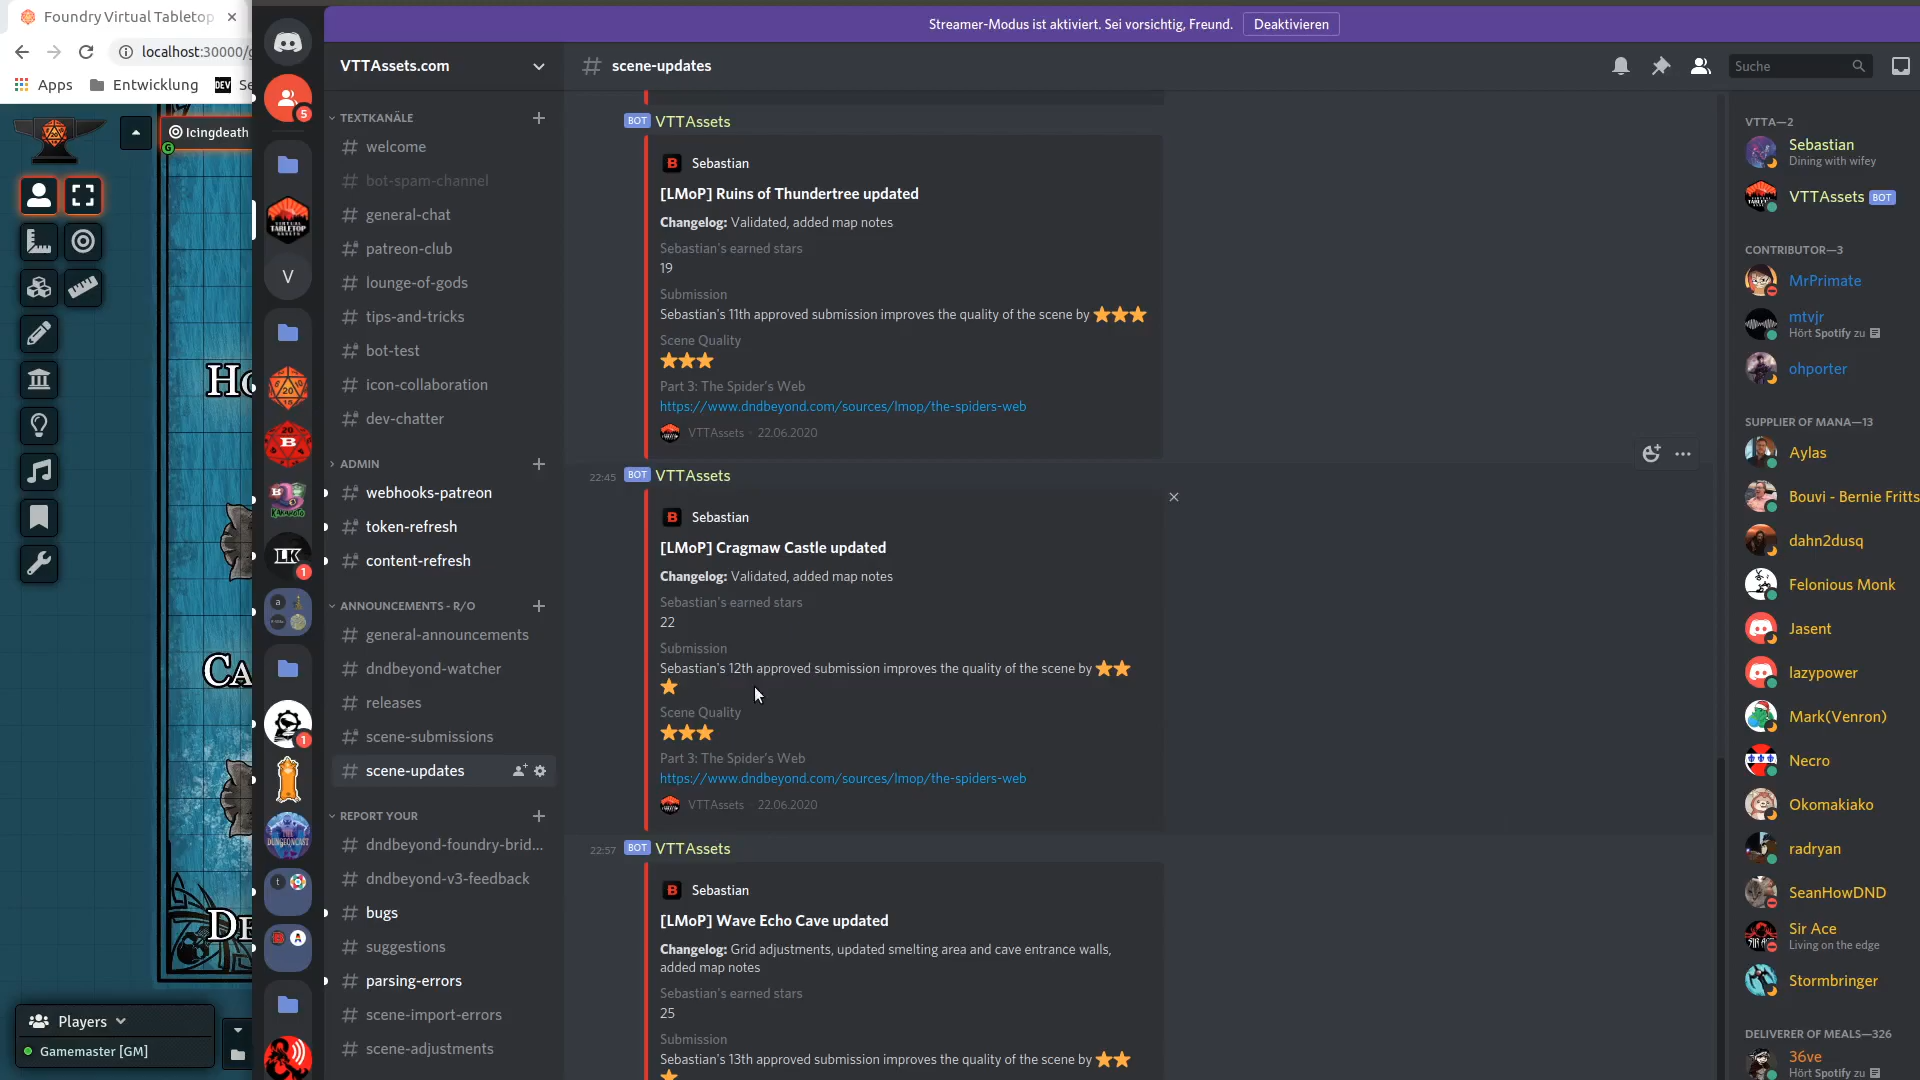 Foundry Virtual Tabletop
localhost:30000/g
Apps
Entwicklung
DEV
Se
Icingdeath
G
Ho
Ca
De
Players
Gamemaster [GM]
Streamer-Modus ist aktiviert. Sei vorsichtig, Freund.
Deaktivieren
5
V
1
1
VTTAssets.com
TEXTKANÄLE
welcome
bot-spam-channel
general-chat
patreon-club
lounge-of-gods
tips-and-tricks
bot-test
icon-collaboration
dev-chatter
ADMIN
webhooks-patreon
token-refresh
content-refresh
ANNOUNCEMENTS - R/O
general-announcements
dndbeyond-watcher
releases
scene-submissions
scene-updates
REPORT YOUR
dndbeyond-foundry-brid...
dndbeyond-v3-feedback
bugs
suggestions
parsing-errors
scene-import-errors
scene-adjustments
scene-updates
Suche
BOT VTTAssets
Sebastian
[LMoP] Ruins of Thundertree updated
Changelog: Validated, added map notes
Sebastian's earned stars
19
Submission
Sebastian's 11th approved submission improves the quality of the scene by ⭐⭐⭐
Scene Quality
⭐⭐⭐
Part 3: The Spider's Web
https://www.dndbeyond.com/sources/lmop/the-spiders-web
VTTAssets · 22.06.2020
22:45 BOT VTTAssets
Sebastian
[LMoP] Cragmaw Castle updated
Changelog: Validated, added map notes
Sebastian's earned stars
22
Submission
Sebastian's 12th approved submission improves the quality of the scene by ⭐⭐
⭐
Scene Quality
⭐⭐⭐
Part 3: The Spider's Web
https://www.dndbeyond.com/sources/lmop/the-spiders-web
VTTAssets · 22.06.2020
22:57 BOT VTTAssets
Sebastian
[LMoP] Wave Echo Cave updated
Changelog: Grid adjustments, updated smelting area and cave entrance walls,
added map notes
Sebastian's earned stars
25
Submission
Sebastian's 13th approved submission improves the quality of the scene by ⭐⭐
VTTA—2
Sebastian
Dining with wifey
VTTAssets BOT
CONTRIBUTOR—3
MrPrimate
mtvjr
Hört Spotify zu
ohporter
SUPPLIER OF MANA—13
Aylas
Bouvi - Bernie Fritts
dahn2dusq
Felonious Monk
Jasent
lazypower
Mark(Venron)
Necro
Okomakiako
radryan
SeanHowDND
Sir Ace
Living on the edge
Stormbringer
DELIVERER OF MEALS—326
36ve
Hört Spotify zu